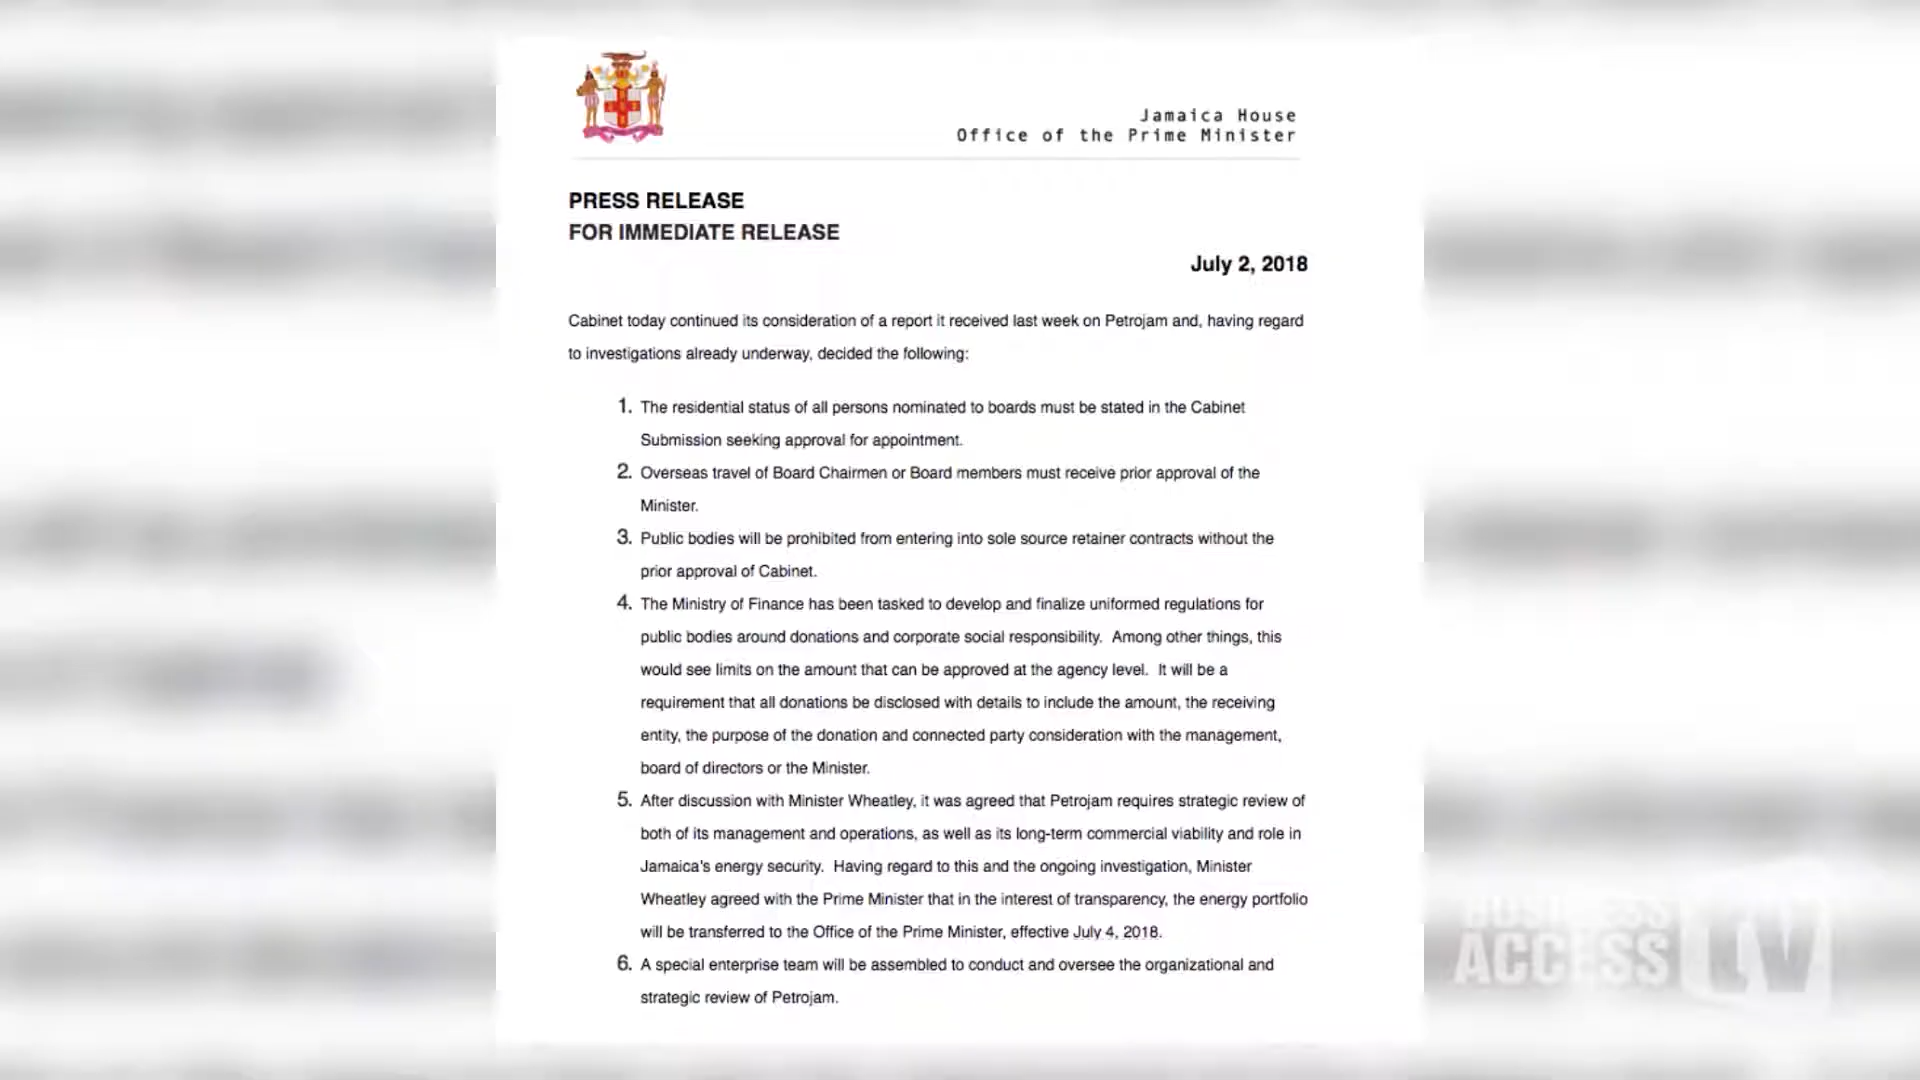 Jamaica House
Office of the Prime Minister
PRESS RELEASE
FOR IMMEDIATE RELEASE
July 2, 2018
Cabinet today continued its consideration of a report it received last week on Petrojam and, having regard
to investigations already underway, decided the following:
1. The residential status of all persons nominated to boards must be stated in the Cabinet
Submission seeking approval for appointment.
2. Overseas travel of Board Chairmen or Board members must receive prior approval of the
Minister.
3. Public bodies will be prohibited from entering into sole source retainer contracts without the
prior approval of Cabinet.
4. The Ministry of Finance has been tasked to develop and finalize uniformed regulations for
public bodies around donations and corporate social responsibility. Among other things, this
would see limits on the amount that can be approved at the agency level. It will be a
requirement that all donations be disclosed with details to include the amount, the receiving
entity, the purpose of the donation and connected party consideration with the management,
board of directors or the Minister.
5. After discussion with Minister Wheatley, it was agreed that Petrojam requires strategic review of
both of its management and operations, as well as its long-term commercial viability and role in
Jamaica's energy security. Having regard to this and the ongoing investigation, Minister
Wheatley agreed with the Prime Minister that in the interest of transparency, the energy portfolio
will be transferred to the Office of the Prime Minister, effective July 4, 2018.
6. A special enterprise team will be assembled to conduct and oversee the organizational and
strategic review of Petrojam.
BUSINESS
ACCESS TV